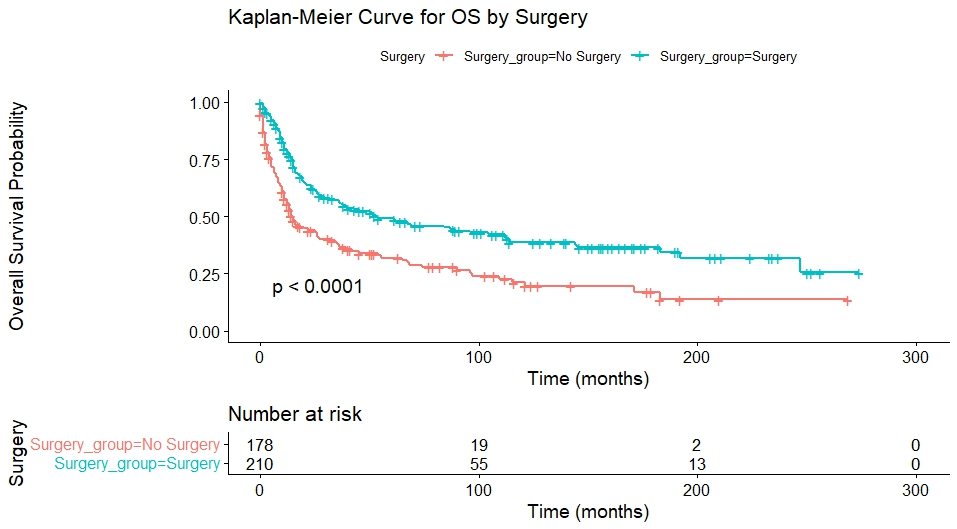 Kaplan-Meier Curve for OS by Surgery
Surgery Surgery_group=No Surgery Surgery_group=Surgery
Overall Survival Probability
1.00
0.75
0.50
0.25
0.00
p < 0.0001
0 100 200 300
Time (months)
Number at risk
Surgery
Surgery_group=No Surgery 178 19 2 0
Surgery_group=Surgery 210 55 13 0
0 100 200 300
Time (months)